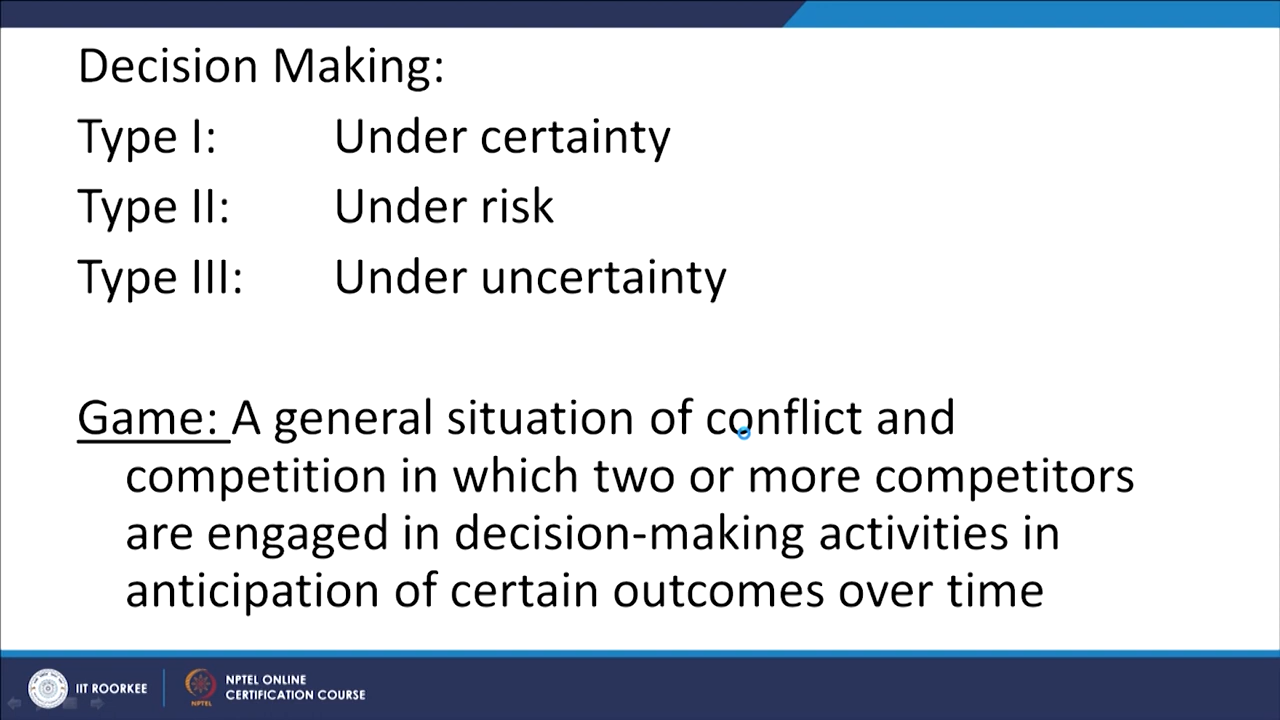 Decision Making:
Type I: Under certainty
Type II: Under risk
Type III: Under uncertainty
Game: A general situation of conflict and
competition in which two or more competitors
are engaged in decision-making activities in
anticipation of certain outcomes over time
IIT ROORKEE
NPTEL
NPTEL ONLINE
CERTIFICATION COURSE